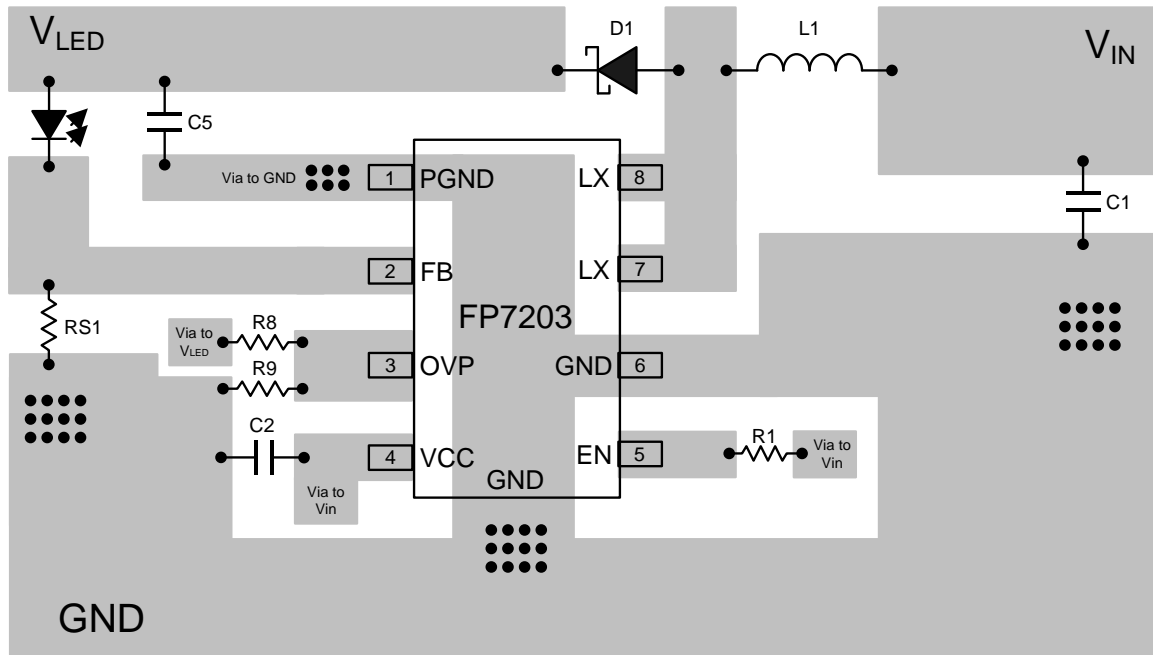 VLED
D1
L1
VIN
C5
C1
Via to GND
1
PGND
LX
8
2
FB
LX
7
FP7203
RS1
Via to
VLED
R8
R9
3
OVP
GND
6
C2
4
VCC
EN
5
R1
Via to
Vin
Via to
Vin
GND
GND